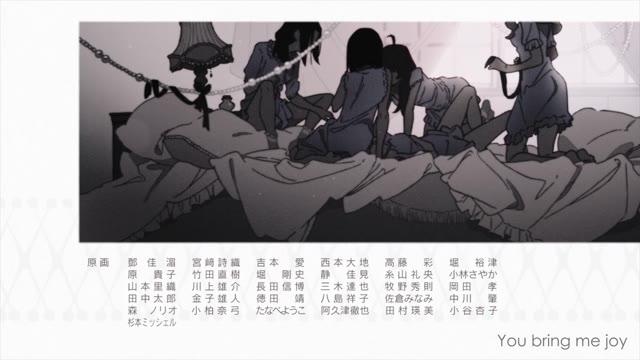 原画 鄧佳湄 宮﨑詩織 吉本愛 西本大地 高藤彩 堀裕津
原貴子 竹田直樹 堀剛史 静佳見 糸山礼央 小林さやか
山本里織 川上雄介 長田信博 三木達也 牧野秀則 岡田孝
田中太郎 金子雄人 徳田靖 八島祥子 佐倉みなみ 中川肇
森ノリオ 小柏奈弓 たなべようこ 阿久津徹也 田村瑛美 小谷杏子
杉本ミッシェル
You bring me joy